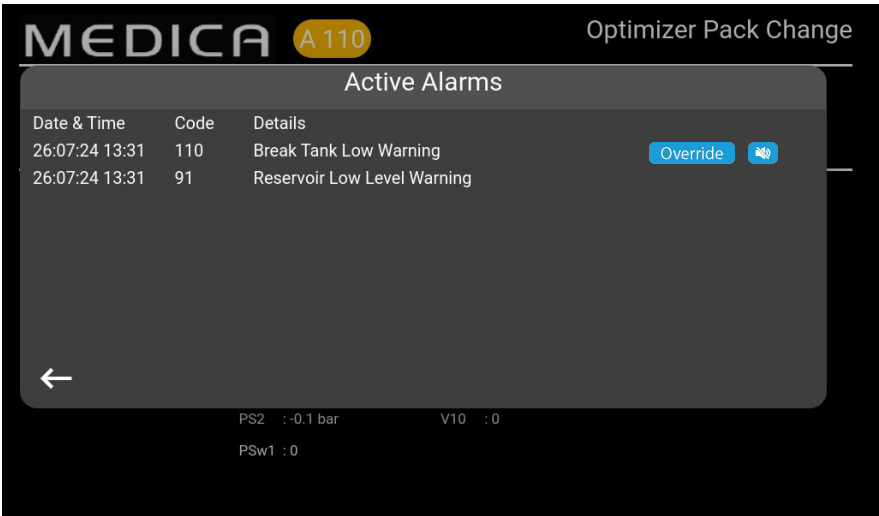 MEDICA A 110 Optimizer Pack Change
Active Alarms
Date & Time Code Details
26:07:24 13:31 110 Break Tank Low Warning Override
26:07:24 13:31 91 Reservoir Low Level Warning
PS2 : -0.1 bar V10 : 0
PSw1 : 0